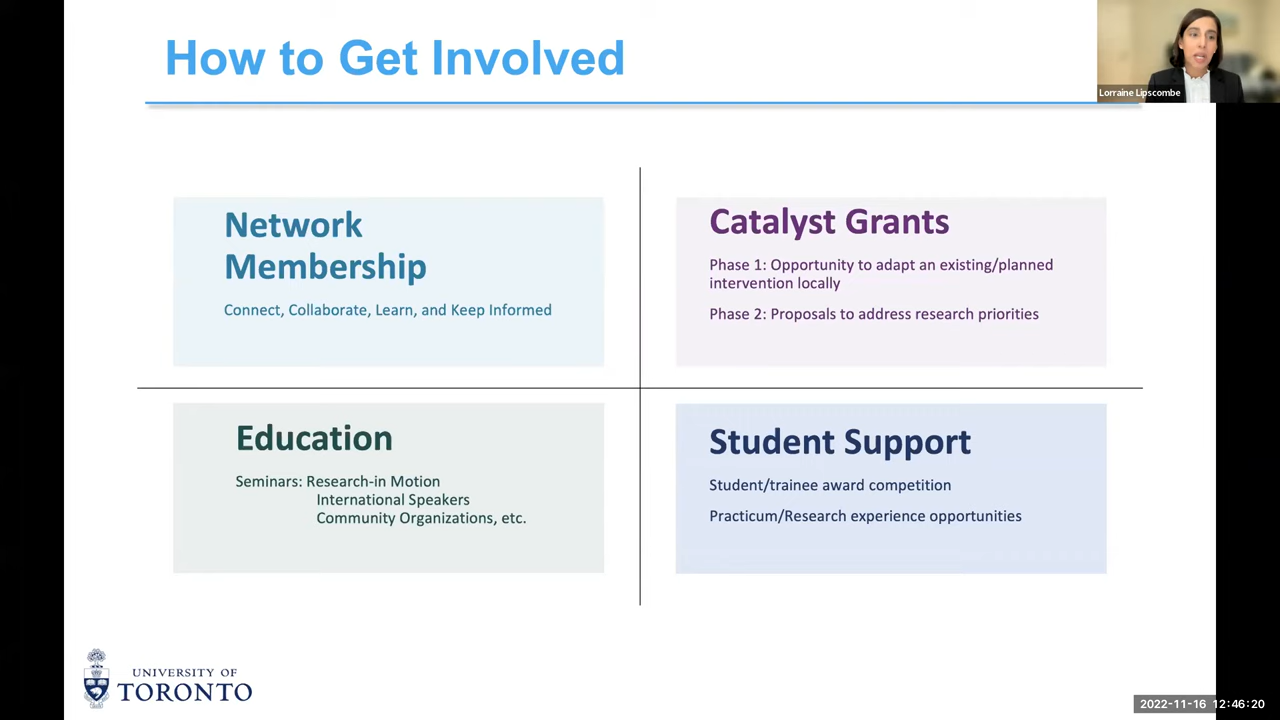 How to Get Involved
Lorraine Lipscombe
Network
Membership
Connect, Collaborate, Learn, and Keep Informed
Catalyst Grants
Phase 1: Opportunity to adapt an existing/planned
intervention locally
Phase 2: Proposals to address research priorities
Education
Seminars: Research-in Motion
International Speakers
Community Organizations, etc.
Student Support
Student/trainee award competition
Practicum/Research experience opportunities
UNIVERSITY OF
TORONTO
2022-11-16 12:46:20